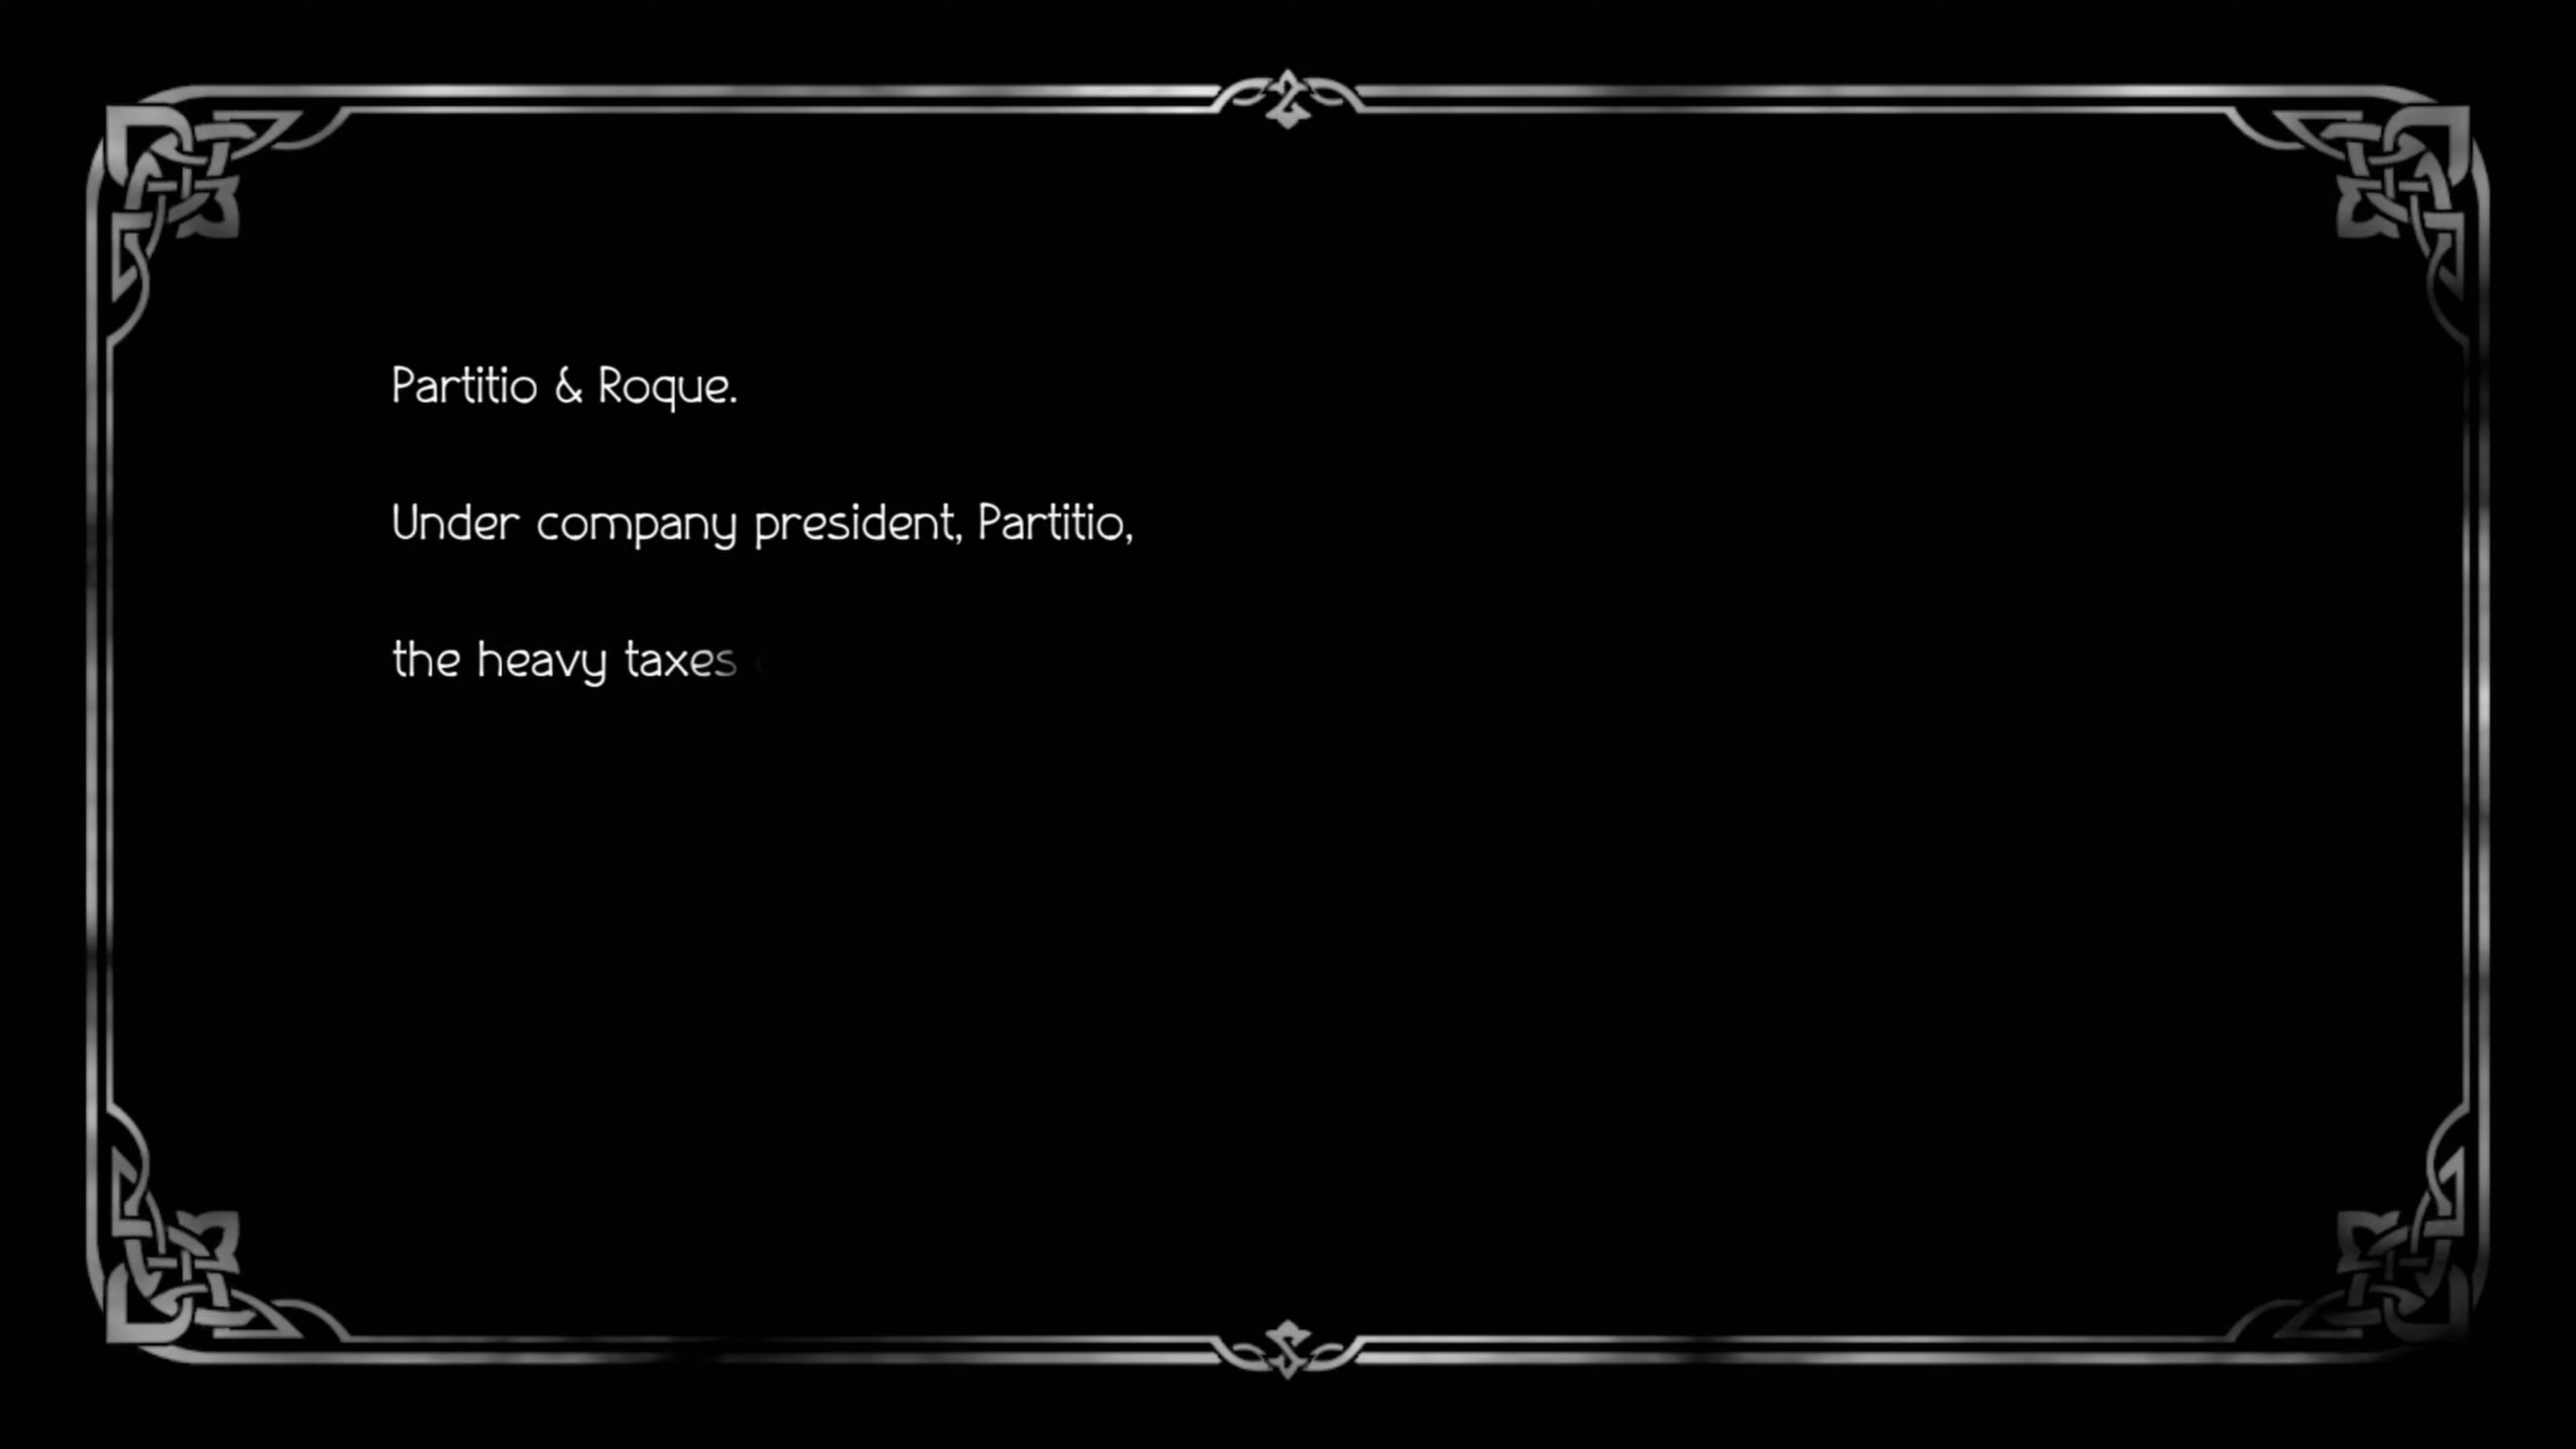 Partitio & Roque.
Under company president, Partitio,
the heavy taxes